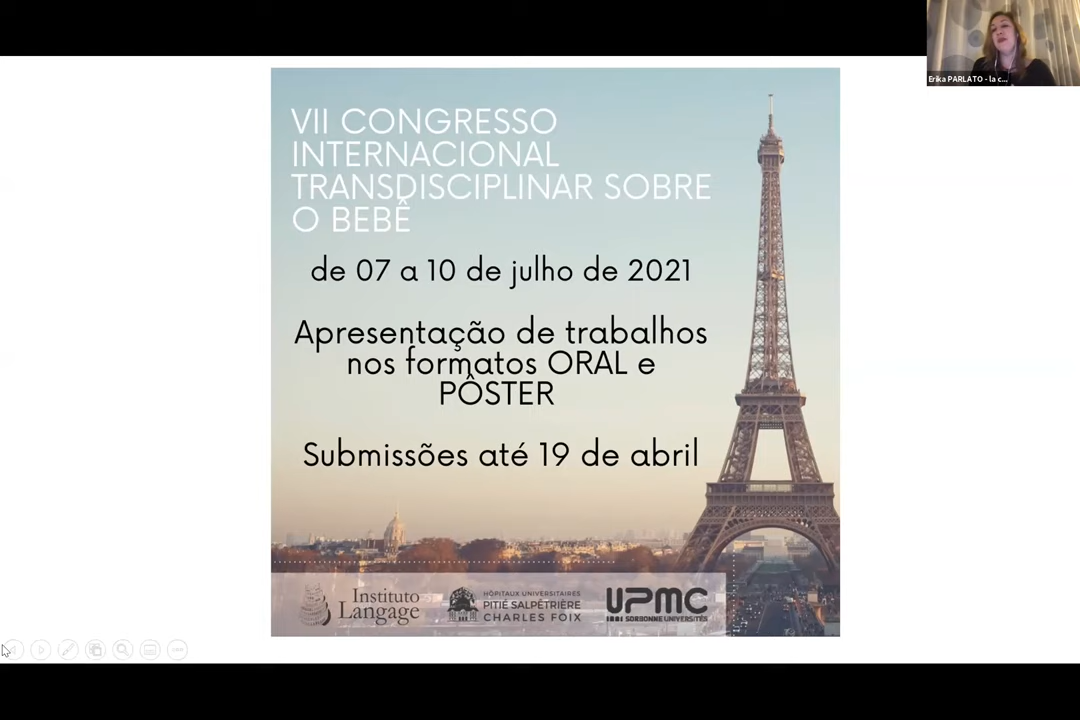 Erika PARLATO - la c...
VII CONGRESSO
INTERNACIONAL
TRANSDISCIPLINAR SOBRE
O BEBÊ
de 07 a 10 de julho de 2021
Apresentação de trabalhos
nos formatos ORAL e
PÔSTER
Submissões até 19 de abril
Instituto
Langage
HÔPITAUX UNIVERSITAIRES
PITIÉ SALPÊTRIÈRE
CHARLES FOIX
UPMC
SORBONNE UNIVERSITÉS